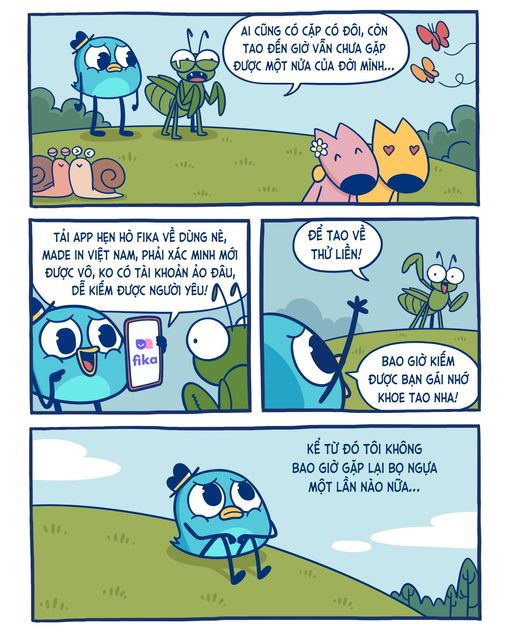 AI CŨNG CÓ CẶP CÓ ĐÔI, CÒN
TAO ĐẾN GIỜ VẪN CHƯA GẶP
ĐƯỢC MỘT NỬA CỦA ĐỜI MÌNH...
TẢI APP HẸN HÒ FIKA VỀ DÙNG NÈ,
MADE IN VIỆT NAM, PHẢI XÁC MINH MỚI
ĐƯỢC VÔ, KO CÓ TÀI KHOẢN ẢO ĐÂU,
DỄ KIẾM ĐƯỢC NGƯỜI YÊU!
fika
ĐỂ TAO VỀ
THỬ LIỀN!
BAO GIỜ KIẾM
ĐƯỢC BẠN GÁI NHỚ
KHOE TAO NHA!
KỂ TỪ ĐÓ TÔI KHÔNG
BAO GIỜ GẶP LẠI BỌ NGỰA
MỘT LẦN NÀO NỮA...